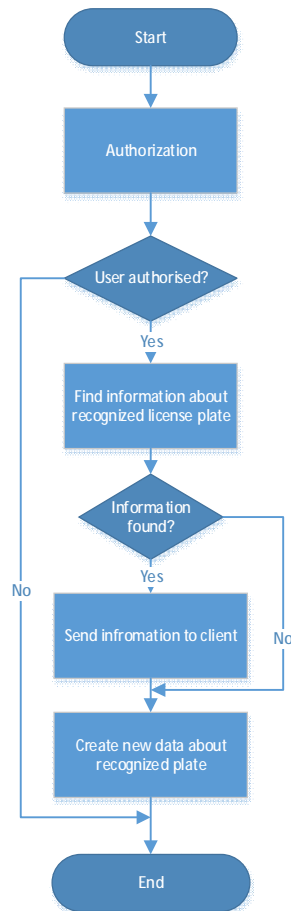 Start
Authorization
User authorised?
Yes
Find information about
recognized license plate
Information
found?
Yes
No
Send infromation to client
No
Create new data about
recognized plate
End